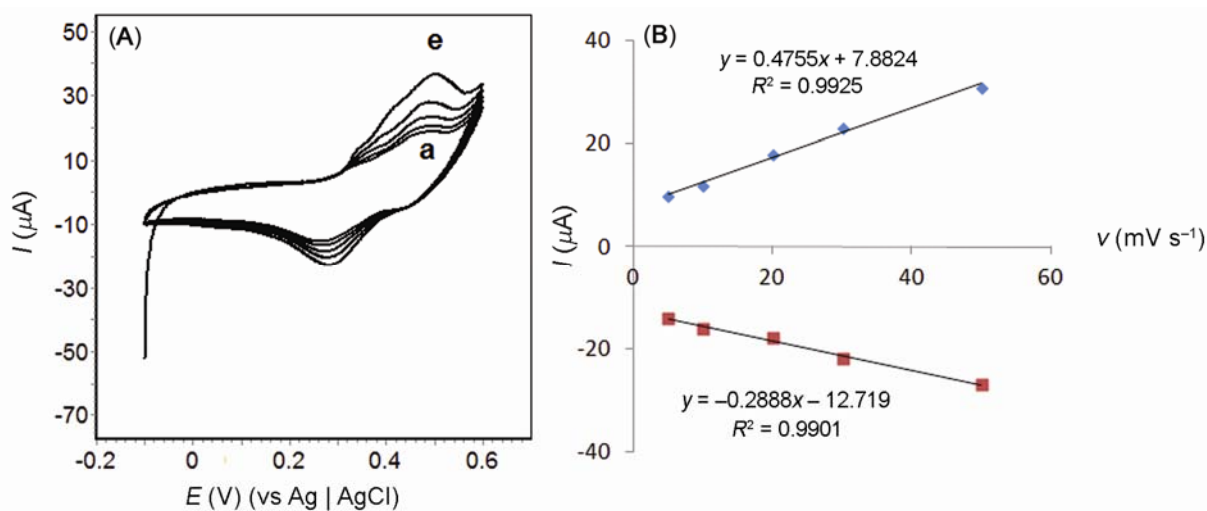 (A)
50
30
10
-10
-30
-50
-70
I (μA)
e
a
-0.2 0 0.2 0.4 0.6
E (V) (vs Ag | AgCl)
(B)
40
20
0
-20
-40
I (μA)
y = 0.4755x + 7.8824
R² = 0.9925
0 20 40 60
v (mV s⁻¹)
y = –0.2888x – 12.719
R² = 0.9901